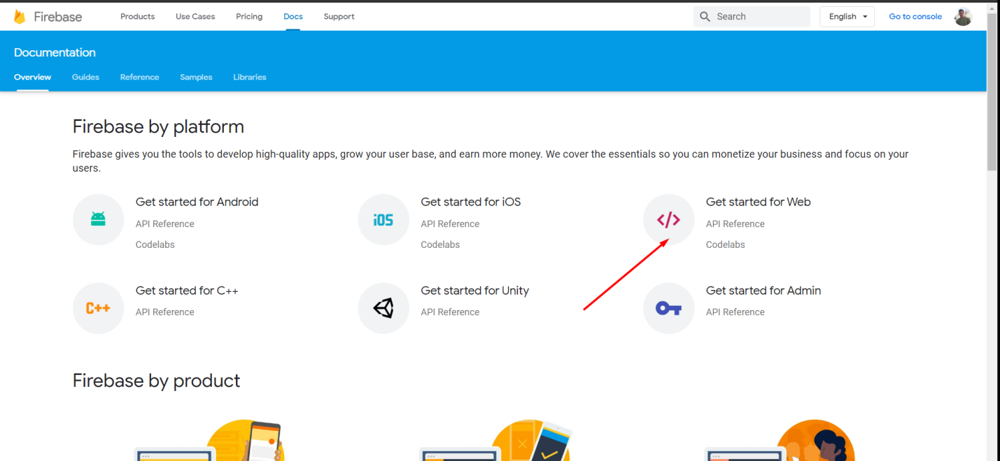 Firebase Products Use Cases Pricing Docs Support Search English Go to console
Documentation
Overview Guides Reference Samples Libraries
Firebase by platform
Firebase gives you the tools to develop high-quality apps, grow your user base, and earn more money. We cover the essentials so you can monetize your business and focus on your
users.
Get started for Android
API Reference
Codelabs
iOS
Get started for iOS
API Reference
Codelabs
</>
Get started for Web
API Reference
Codelabs
C++
Get started for C++
API Reference
Get started for Unity
API Reference
Get started for Admin
API Reference
Firebase by product